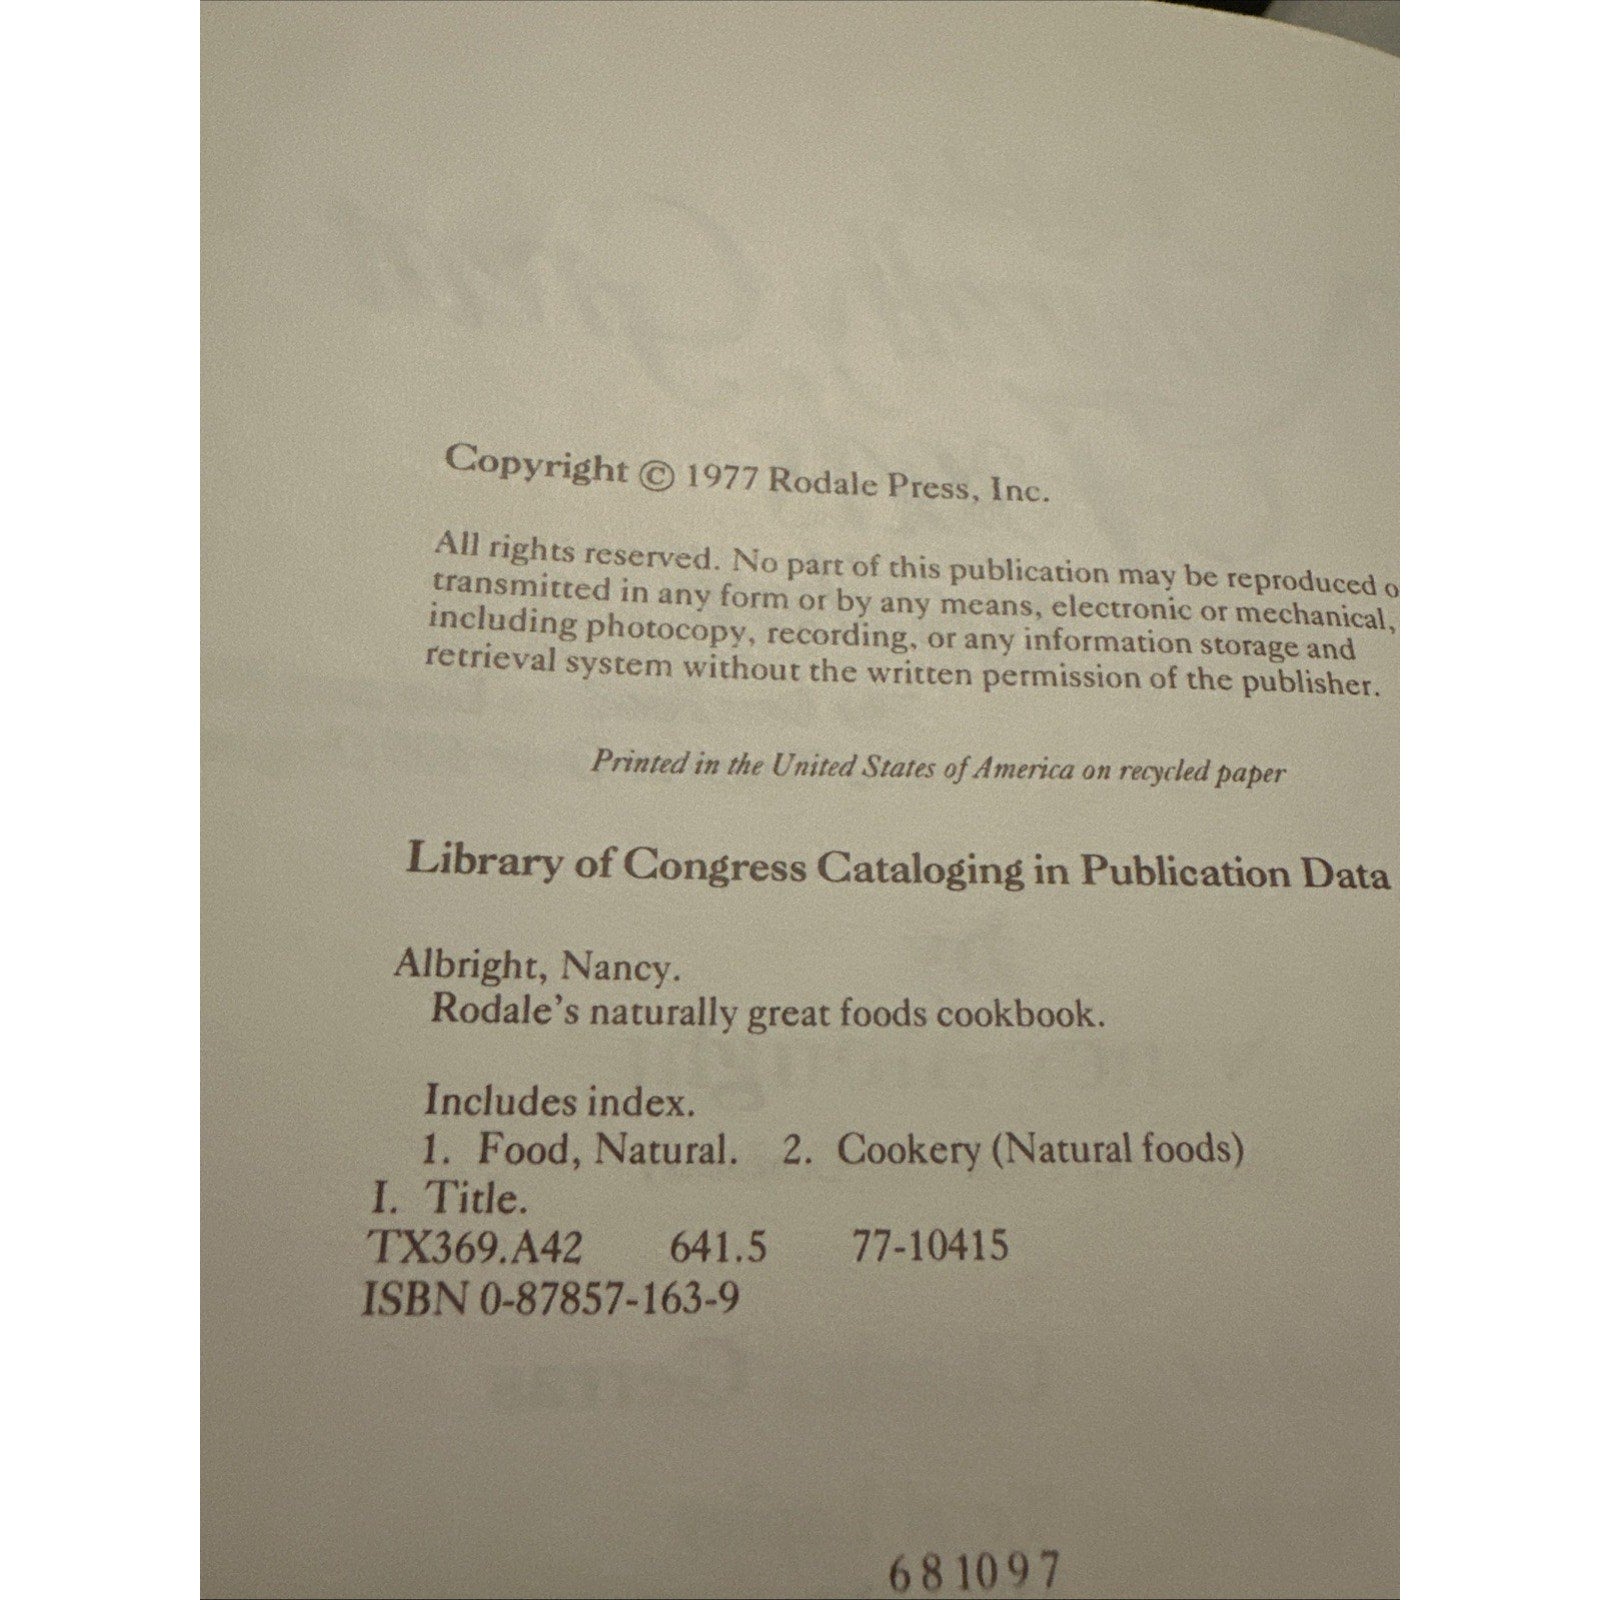 Copyright © 1977 Rodale Press, Inc.
All rights reserved. No part of this publication may be reproduced o
transmitted in any form or by any means, electronic or mechanical,
including photocopy, recording, or any information storage and
retrieval system without the written permission of the publisher.
Printed in the United States of America on recycled paper
Library of Congress Cataloging in Publication Data
Albright, Nancy.
Rodale's naturally great foods cookbook.
Includes index.
1. Food, Natural. 2. Cookery (Natural foods)
I. Title.
TX369.A42 641.5 77-10415
ISBN 0-87857-163-9
681097